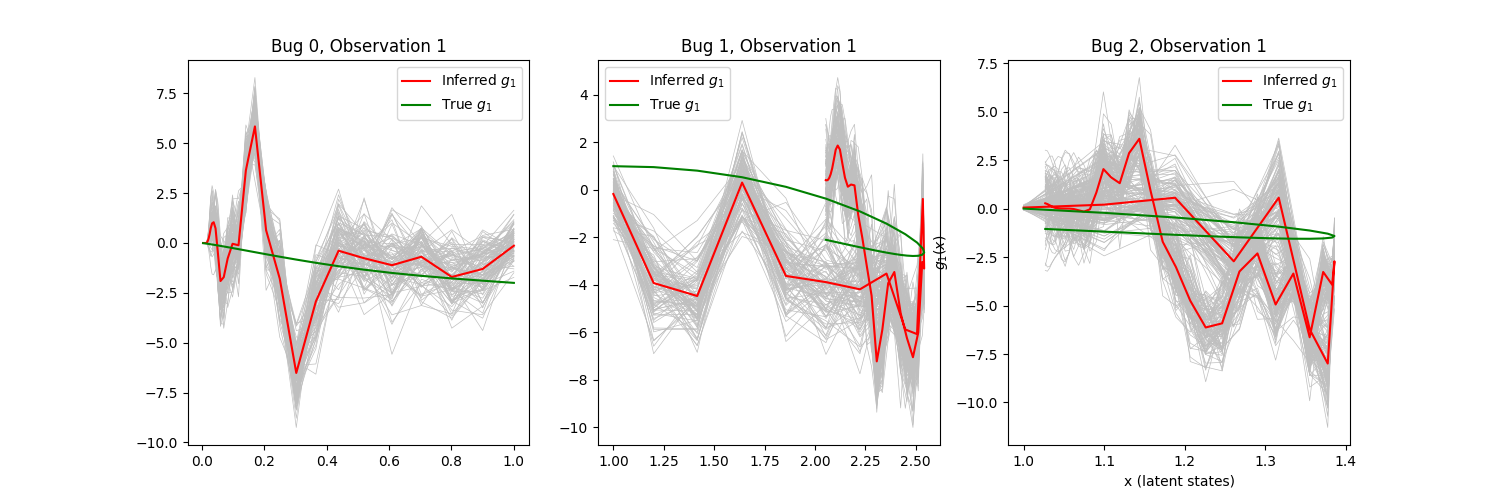 Bug 0, Observation 1
Inferred g₁
True g₁
7.5
5.0
2.5
0.0
−2.5
−5.0
−7.5
−10.0
0.0 0.2 0.4 0.6 0.8 1.0
Bug 1, Observation 1
Inferred g₁
True g₁
4
2
0
−2
−4
−6
−8
−10
1.00 1.25 1.50 1.75 2.00 2.25 2.50
Bug 2, Observation 1
Inferred g₁
True g₁
g₁(x)
7.5
5.0
2.5
0.0
−2.5
−5.0
−7.5
−10.0
1.0 1.1 1.2 1.3 1.4
x (latent states)